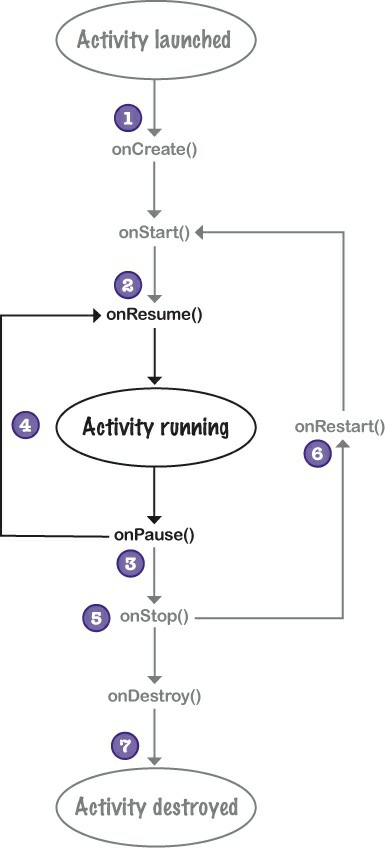 Activity launched
1
onCreate()
onStart()
2
onResume()
4
Activity running
onRestart()
6
onPause()
3
5
onStop()
onDestroy()
7
Activity destroyed